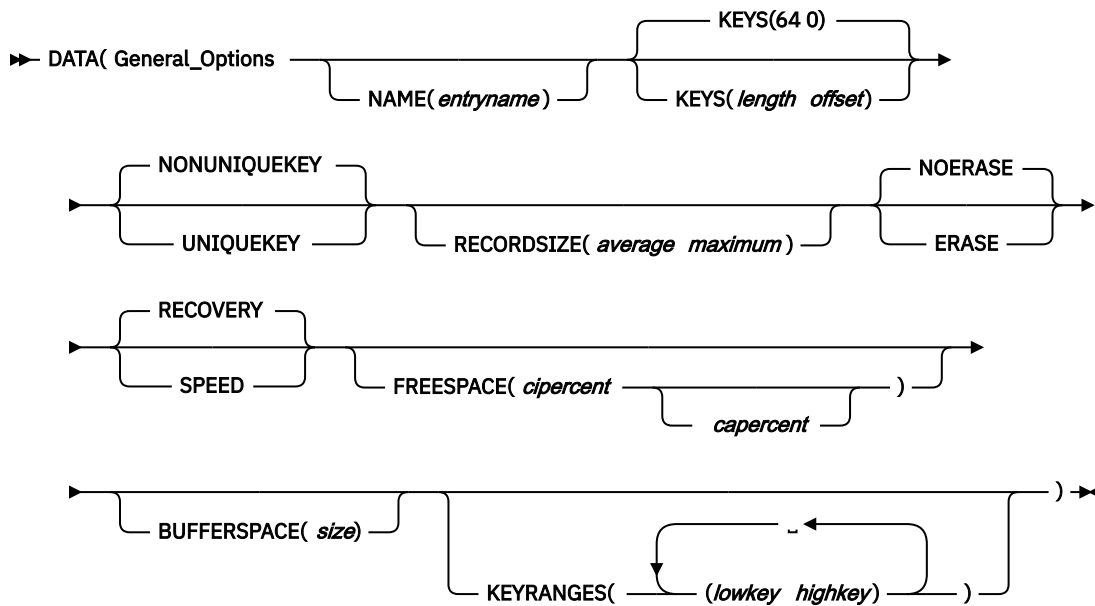 KEYS(64 0)
DATA( General_Options
NAME( entryname )
KEYS( length offset )
NONUNIQUEKEY
UNIQUEKEY
RECORDSIZE( average maximum )
NOERASE
ERASE
RECOVERY
SPEED
FREESPACE( cipercent
capercent
)
BUFFERSPACE( size)
KEYRANGES(
␣
(lowkey highkey)
)
)